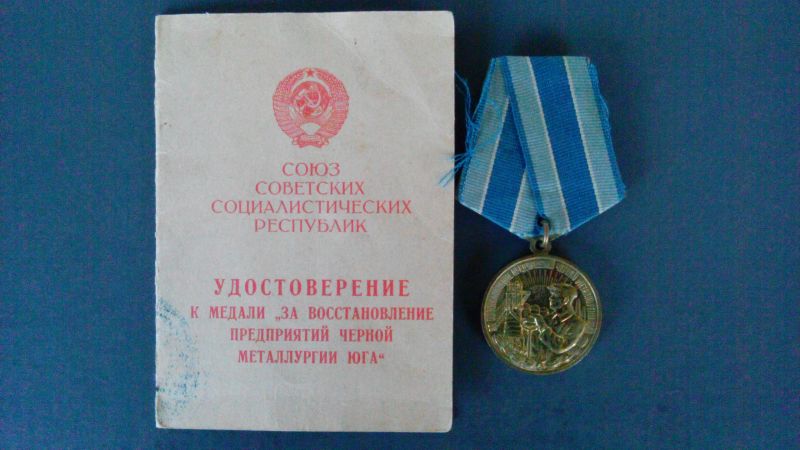 СОЮЗ
СОВЕТСКИХ
СОЦИАЛИСТИЧЕСКИХ
РЕСПУБЛИК
УДОСТОВЕРЕНИЕ
К МЕДАЛИ „ЗА ВОССТАНОВЛЕНИЕ
ПРЕДПРИЯТИЙ ЧЕРНОЙ
МЕТАЛЛУРГИИ ЮГА“